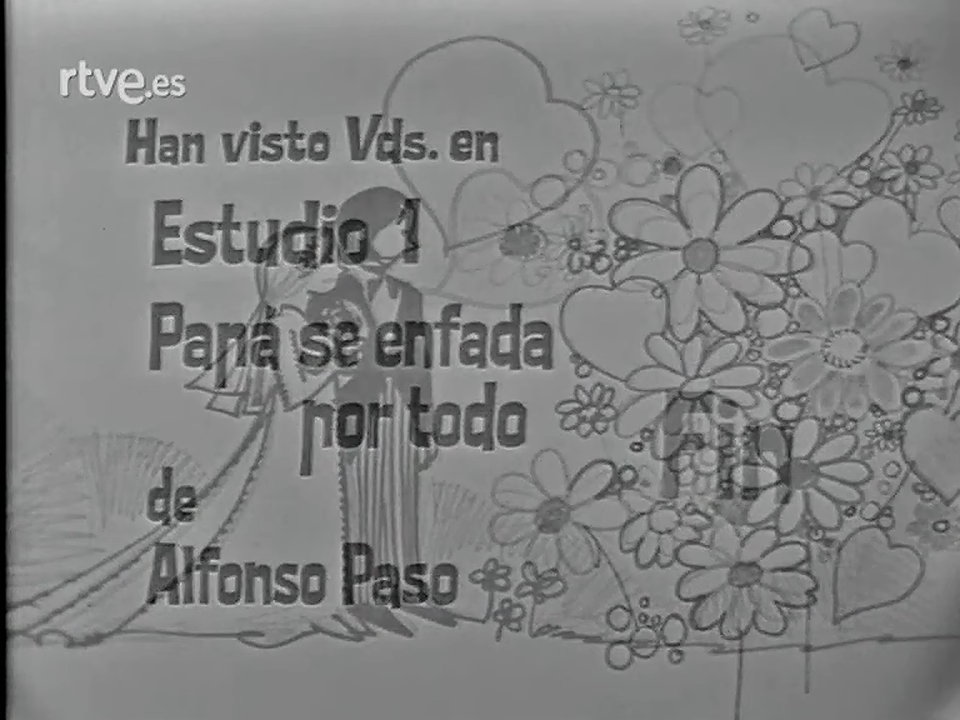 rtve.es
Han visto Vds. en
Estudio 1
Papá se enfada
por todo
de
Alfonso Paso
Fin